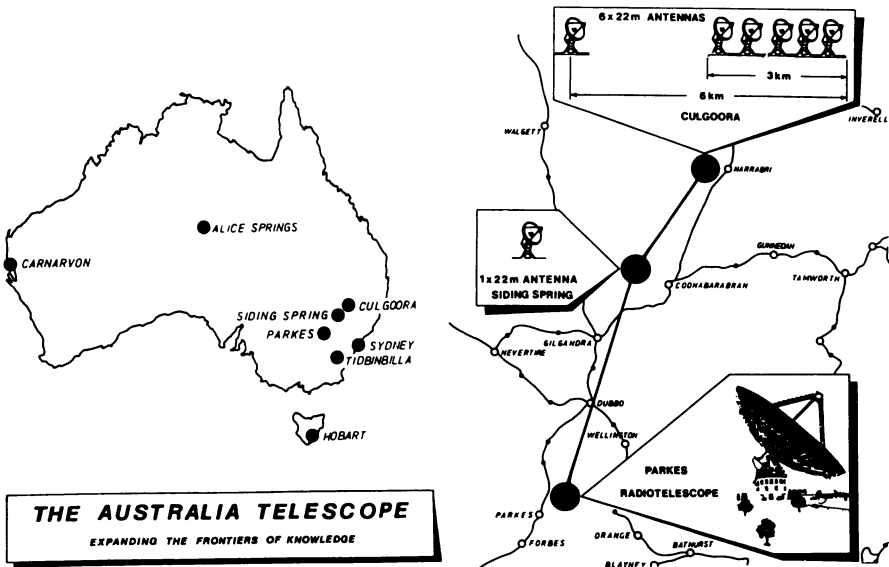 ALICE SPRINGS
CARNARVON
CULGOORA
SIDING SPRING
PARKES
SYDNEY
TIDBINBILLA
HOBART
THE AUSTRALIA TELESCOPE
EXPANDING THE FRONTIERS OF KNOWLEDGE
6x22m ANTENNAS
3km
6km
CULGOORA
INVERELL
WALGETT
NARRABRI
1x22m ANTENNA
SIDING SPRING
GUNNEDAH
TAMWORTH
COONABARABRAN
GILGANDRA
NEVERTIRE
DUBBO
WELLINGTON
PARKES
RADIOTELESCOPE
PARKES
FORBES
ORANGE
BATHURST
BLAYNEY